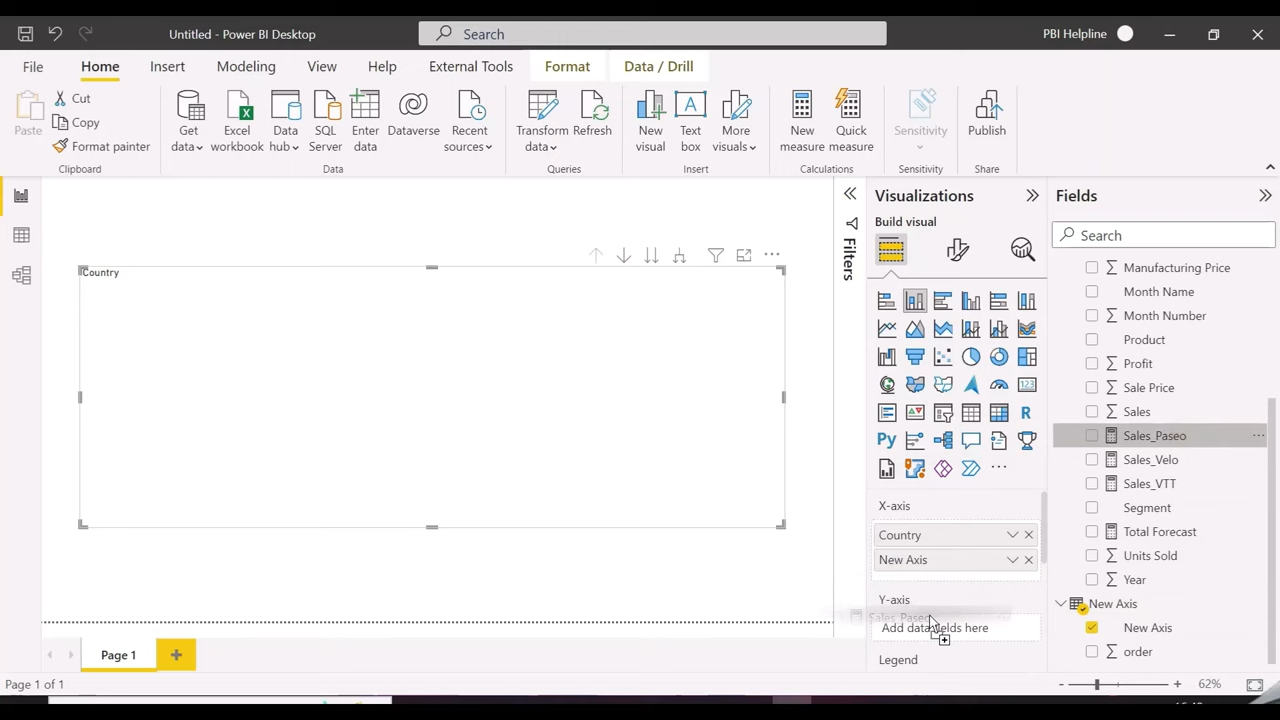 Untitled - Power BI Desktop
Search
PBI Helpline
File
Home
Insert
Modeling
View
Help
External Tools
Format
Data / Drill
Paste
Cut
Copy
Format painter
Clipboard
Get data
Excel workbook
Data hub
SQL Server
Enter data
Dataverse
Recent sources
Data
Transform data
Refresh
Queries
New visual
Text box
More visuals
Insert
New measure
Quick measure
Calculations
Sensitivity
Sensitivity
Publish
Share
Country
Filters
Visualizations
Build visual
R
Py
123
X-axis
Country
New Axis
Y-axis
Sales_Paseo
Add data fields here
Legend
Fields
Search
Manufacturing Price
Month Name
Month Number
Product
Profit
Sale Price
Sales
Sales_Paseo
Sales_Velo
Sales_VTT
Segment
Total Forecast
Units Sold
Year
New Axis
New Axis
order
Page 1
Page 1 of 1
62%